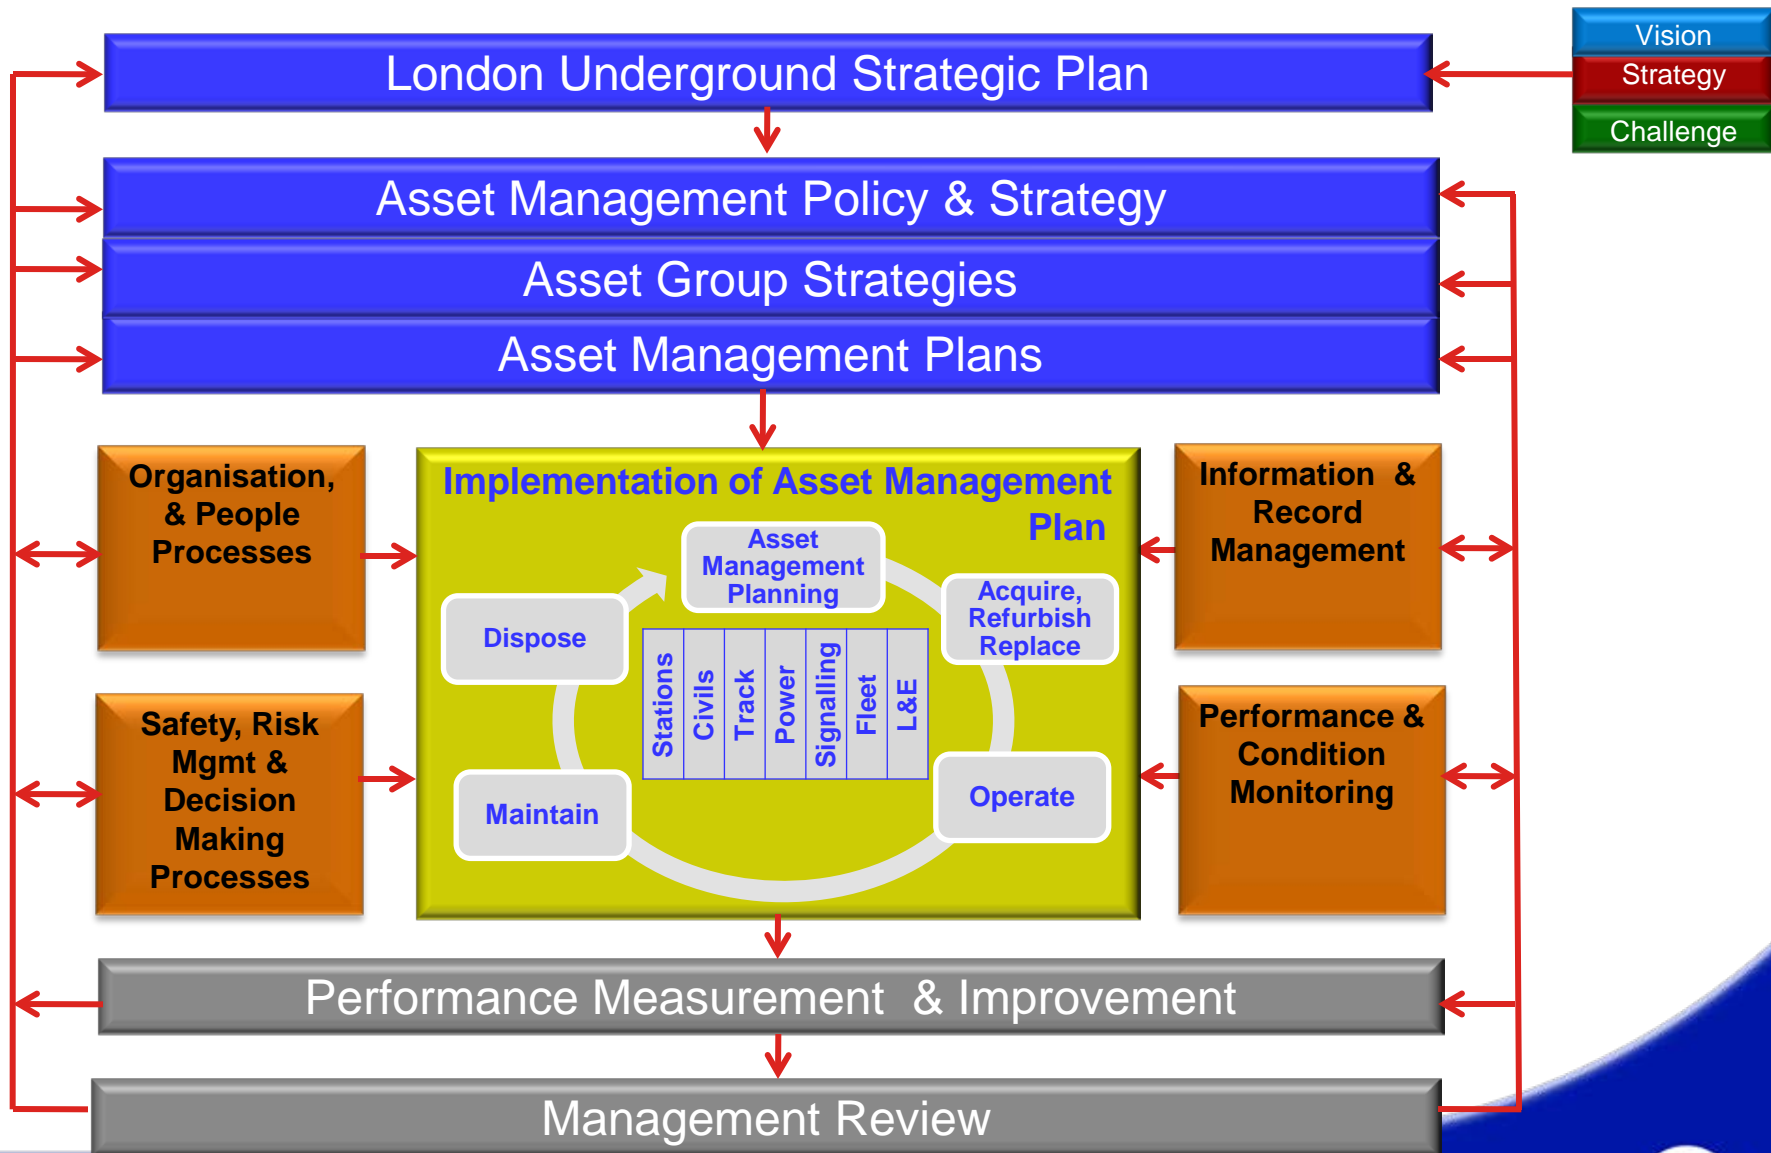 Vision
London Underground Strategic Plan
Strategy
Challenge
Asset Management Policy & Strategy
Asset Group Strategies
Asset Management Plans
Organisation,
& People
Processes
Implementation of Asset Management
Plan
Information & 
Record
Management
Asset
Management
Planning
Acquire,
Refurbish
Replace
Dispose
Stations
Civils
Track
Power
Signalling
Fleet
L&E
Safety, Risk
Mgmt &
Decision
Making
Processes
Performance &
Condition
Monitoring
Maintain
Operate
Performance Measurement & Improvement
Management Review